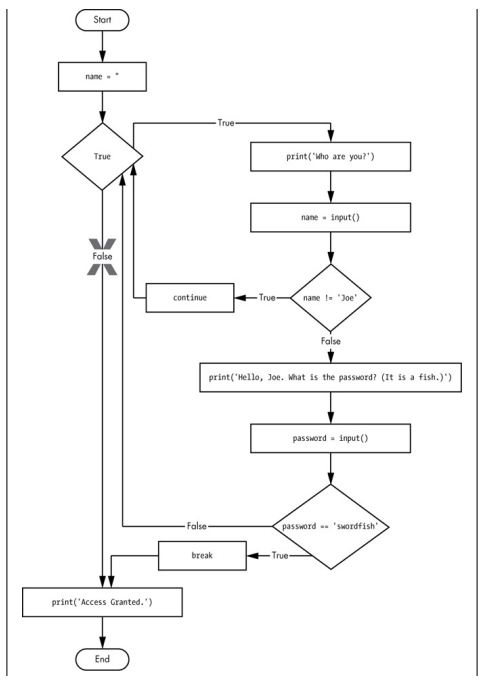 Start
name = "
True
True
print('Who are you?')
name = input()
False
continue
True
name != 'Joe'
False
print('Hello, Joe. What is the password? (It is a fish.)')
password = input()
False
password == 'swordfish'
break
True
print('Access Granted.')
End